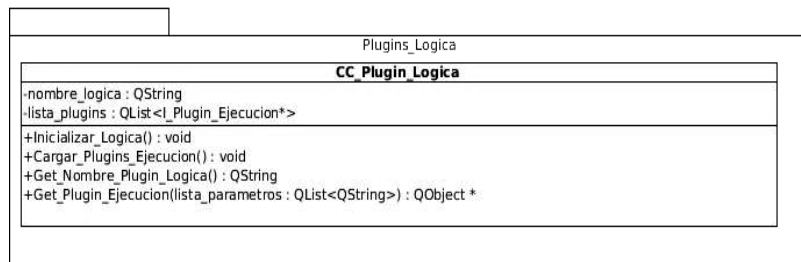 Plugins_Logica
CC_Plugin_Logica
-nombre_logica : QString
-lista_plugins : QList<I_Plugin_Ejecucion*>
+Inicializar_Logica() : void
+Cargar_Plugins_Ejecucion() : void
+Get_Nombre_Plugin_Logica() : QString
+Get_Plugin_Ejecucion(lista_parametros : QList<QString>) : QObject *